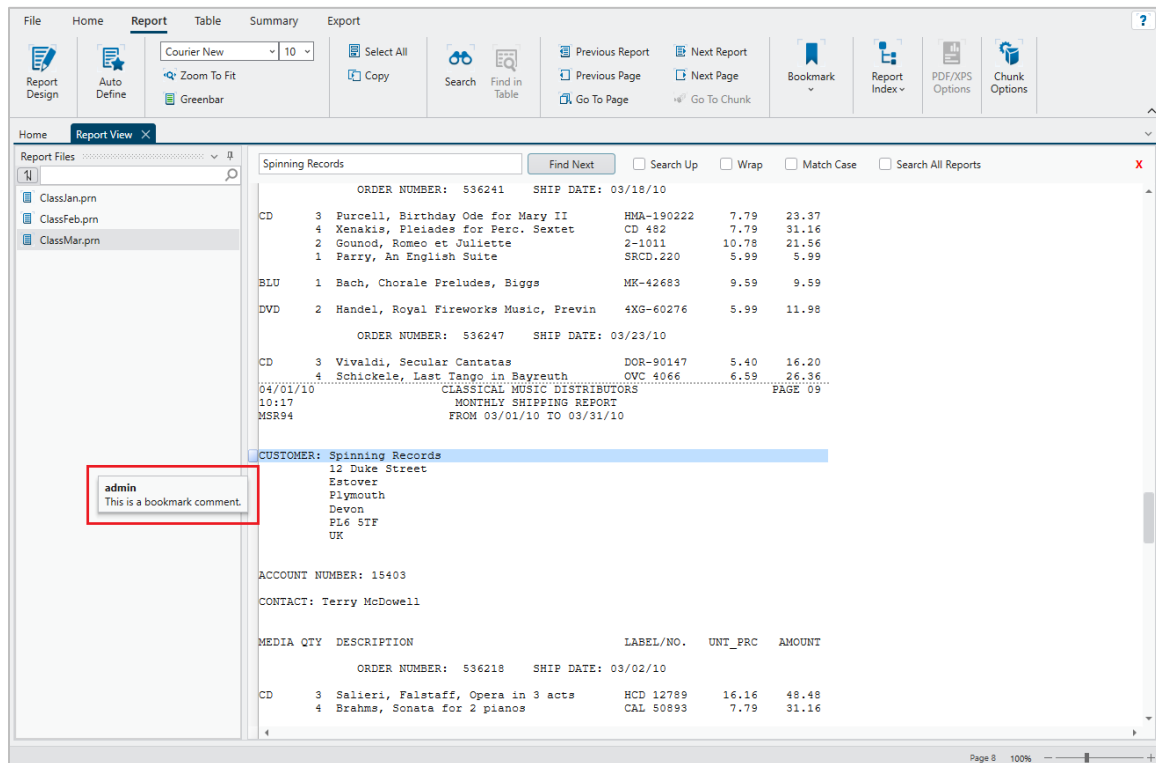 File Home Report Table Summary Export ?
Report Design
Auto Define
Courier New 10
Zoom To Fit
Greenbar
Select All
Copy
Search
Find in Table
Previous Report Next Report
Previous Page Next Page
Go To Page Go To Chunk
Bookmark
Report Index
PDF/XPS Options
Chunk Options
Home Report View
Report Files
ClassJan.prn
ClassFeb.prn
ClassMar.prn
Spinning Records Find Next Search Up Wrap Match Case Search All Reports X
ORDER NUMBER: 536241 SHIP DATE: 03/18/10
CD 3 Purcell, Birthday Ode for Mary II HMA-190222 7.79 23.37
4 Xenakis, Pleiades for Perc. Sextet CD 482 7.79 31.16
2 Gounod, Romeo et Juliette 2-1011 10.78 21.56
1 Parry, An English Suite SRCD.220 5.99 5.99
BLU 1 Bach, Chorale Preludes, Biggs MK-42683 9.59 9.59
DVD 2 Handel, Royal Fireworks Music, Previn 4XG-60276 5.99 11.98
ORDER NUMBER: 536247 SHIP DATE: 03/23/10
CD 3 Vivaldi, Secular Cantatas DOR-90147 5.40 16.20
4 Schickele, Last Tango in Bayreuth OVC 4066 6.59 26.36
04/01/10 CLASSICAL MUSIC DISTRIBUTORS PAGE 09
10:17 MONTHLY SHIPPING REPORT
MSR94 FROM 03/01/10 TO 03/31/10
CUSTOMER: Spinning Records
12 Duke Street
Estover
Plymouth
Devon
PL6 5TF
UK
admin
This is a bookmark comment.
ACCOUNT NUMBER: 15403
CONTACT: Terry McDowell
MEDIA QTY DESCRIPTION LABEL/NO. UNT_PRC AMOUNT
ORDER NUMBER: 536218 SHIP DATE: 03/02/10
CD 3 Salieri, Falstaff, Opera in 3 acts HCD 12789 16.16 48.48
4 Brahms, Sonata for 2 pianos CAL 50893 7.79 31.16
Page 8 100%